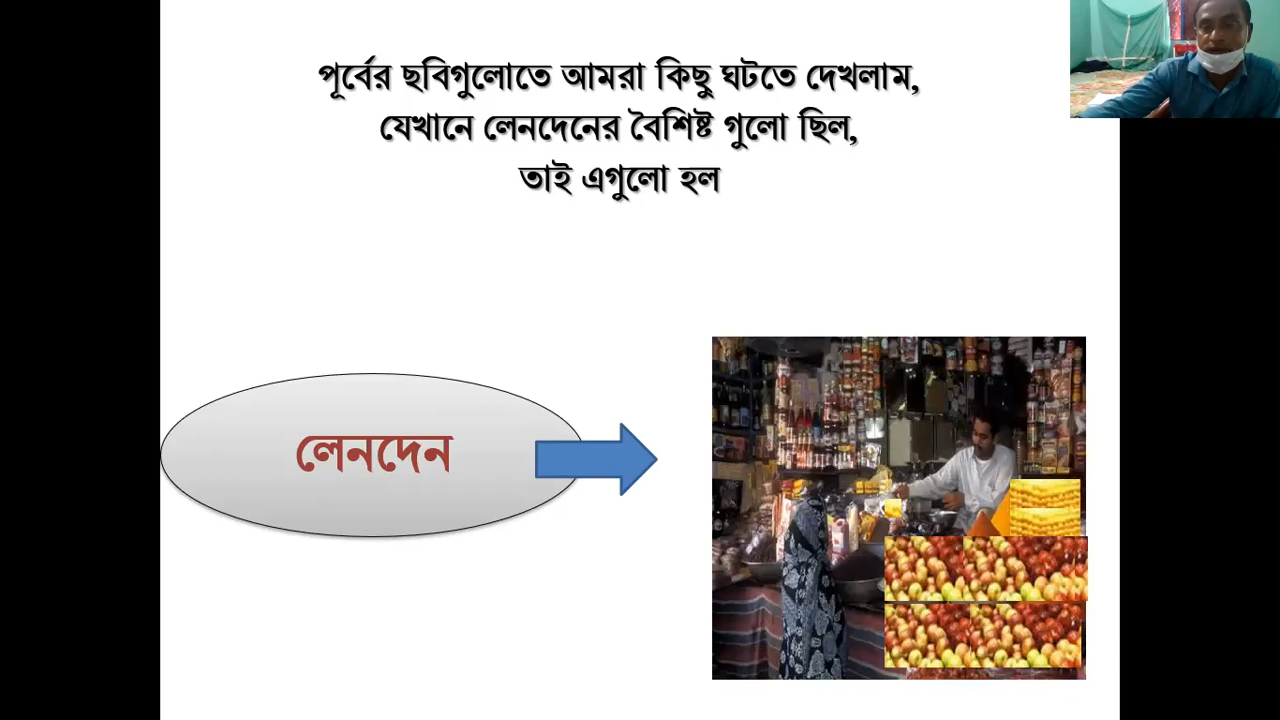 পূর্বের ছবিগুলোতে আমরা কিছু ঘটতে দেখলাম,
যেখানে লেনদেনের বৈশিষ্ট গুলো ছিল,
তাই এগুলো হল
লেনদেন